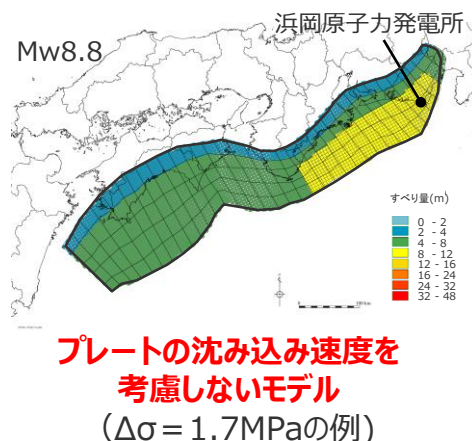 浜岡原子力発電所
Mw8.8
すべり量(m)
0 - 2
2 - 4
4 - 8
8 - 12
12 - 16
16 - 24
24 - 32
32 - 48
プレートの沈み込み速度を
考慮しないモデル
（Δσ＝1.7MPaの例)